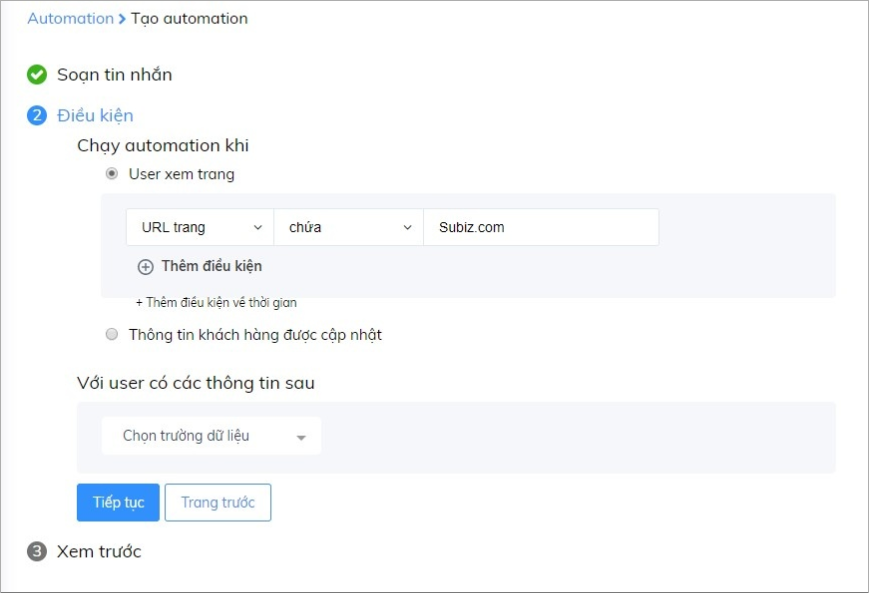 Automation > Tạo automation
Soạn tin nhắn
2 Điều kiện
Chạy automation khi
User xem trang
URL trang chứa Subiz.com
Thêm điều kiện
+ Thêm điều kiện về thời gian
Thông tin khách hàng được cập nhật
Với user có các thông tin sau
Chọn trường dữ liệu
Tiếp tục Trang trước
3 Xem trước